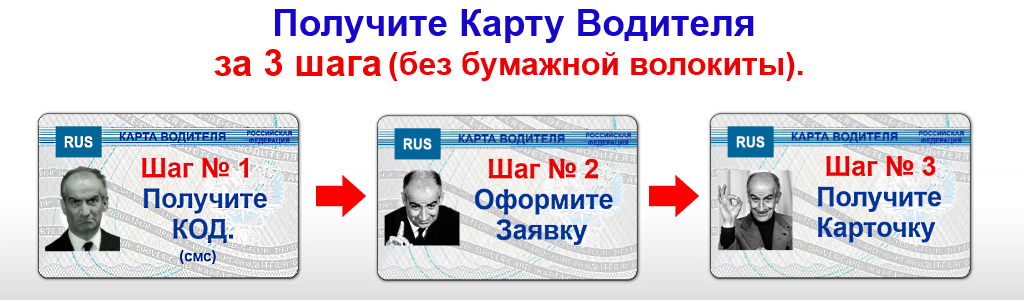 Получите Карту Водителя
за 3 шага (без бумажной волокиты).
RUS
КАРТА ВОДИТЕЛЯ
РОССИЙСКАЯ
ФЕДЕРАЦИЯ
Шаг № 1
Получите
КОД.
(смс)
RUS
КАРТА ВОДИТЕЛЯ
РОССИЙСКАЯ
ФЕДЕРАЦИЯ
Шаг № 2
Оформите
Заявку
RUS
КАРТА ВОДИТЕЛЯ
РОССИЙСКАЯ
ФЕДЕРАЦИЯ
Шаг № 3
Получите
Карточку